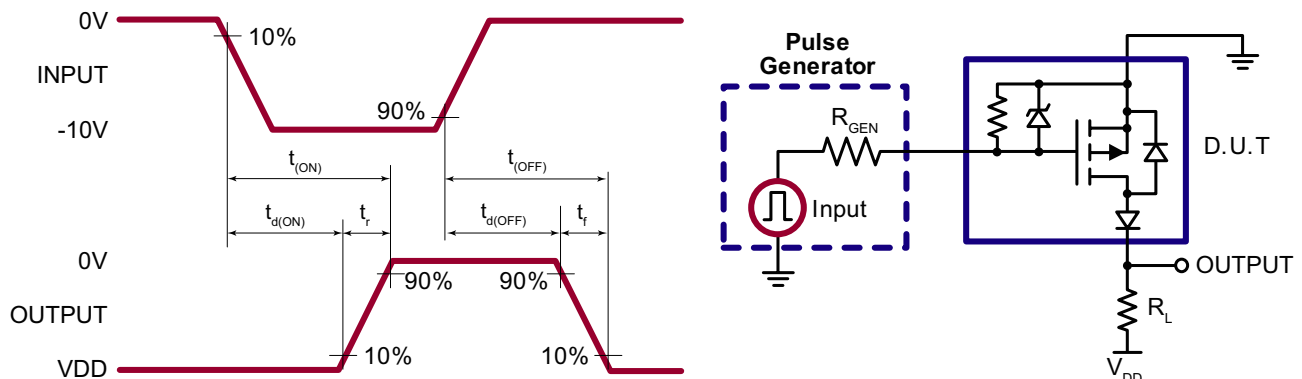 0V
10%
INPUT
90%
-10V
t(ON)
t(OFF)
td(ON)
tr
td(OFF)
tf
0V
90%
90%
OUTPUT
10%
10%
VDD
Pulse
Generator
RGEN
Input
D.U.T
OUTPUT
RL
VDD